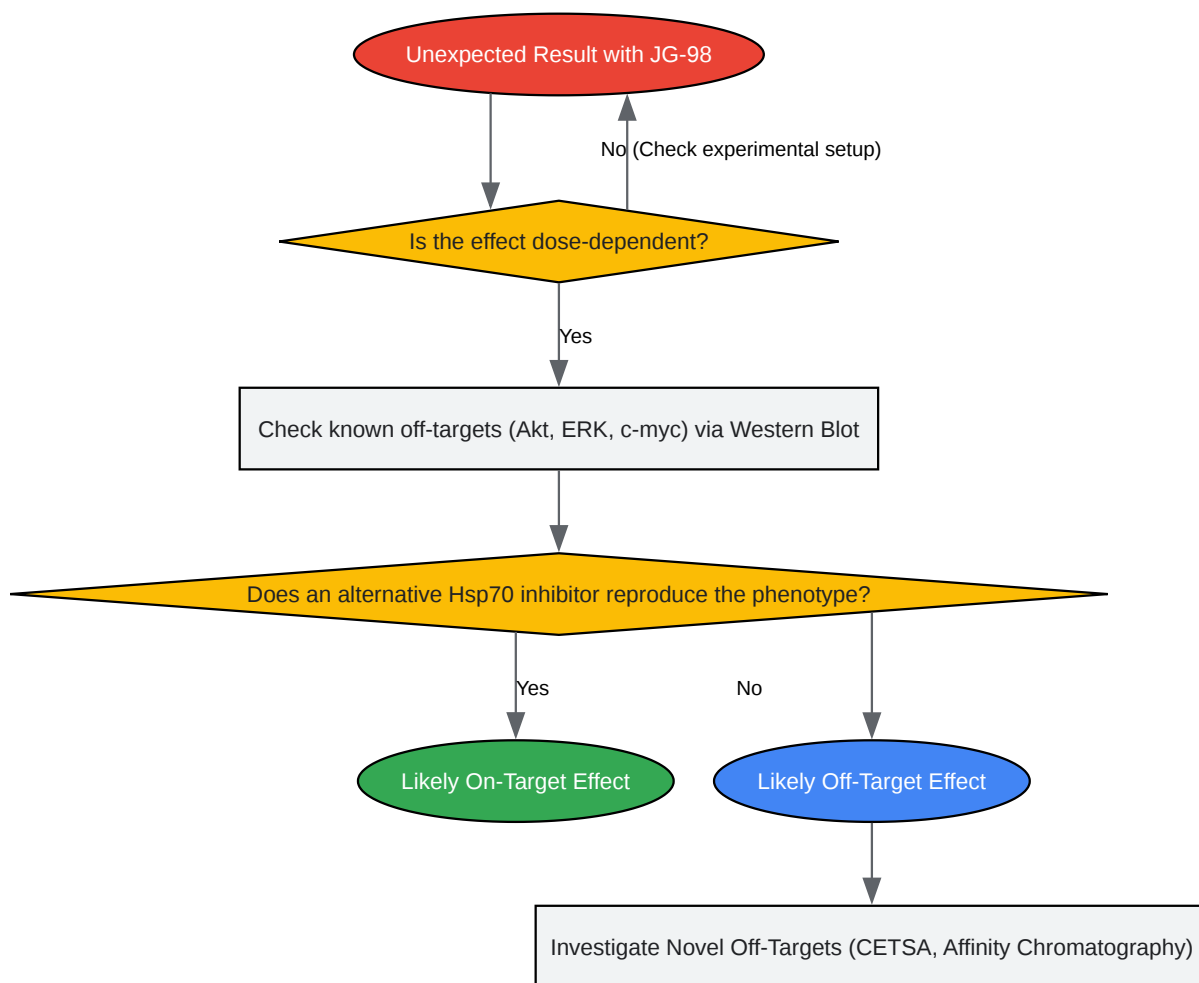 Unexpected Result with JG-98
No (Check experimental setup)
Is the effect dose-dependent?
Yes
Check known off-targets (Akt, ERK, c-myc) via Western Blot
Does an alternative Hsp70 inhibitor reproduce the phenotype?
Yes
No
Likely On-Target Effect
Likely Off-Target Effect
Investigate Novel Off-Targets (CETSA, Affinity Chromatography)